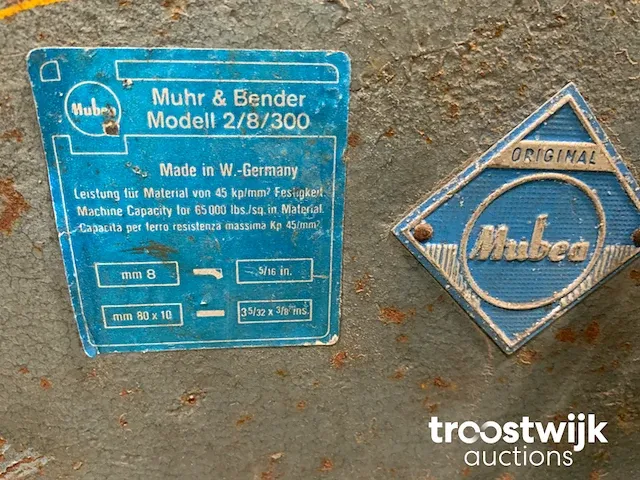 Mubea
Muhr & Bender
Modell 2/8/300
Made in W.-Germany
Leistung für Material von 45 kp/mm² Festigkeit
Machine Capacity for 65000 lbs./sq. in Material.
Capacita per ferro resistenza massima Kp 45/mm²
mm 8
5/16 in.
mm 80 x 10
3 5/32 x 3/8 ins.
ORIGINAL
Mubea
troostwijk
auctions